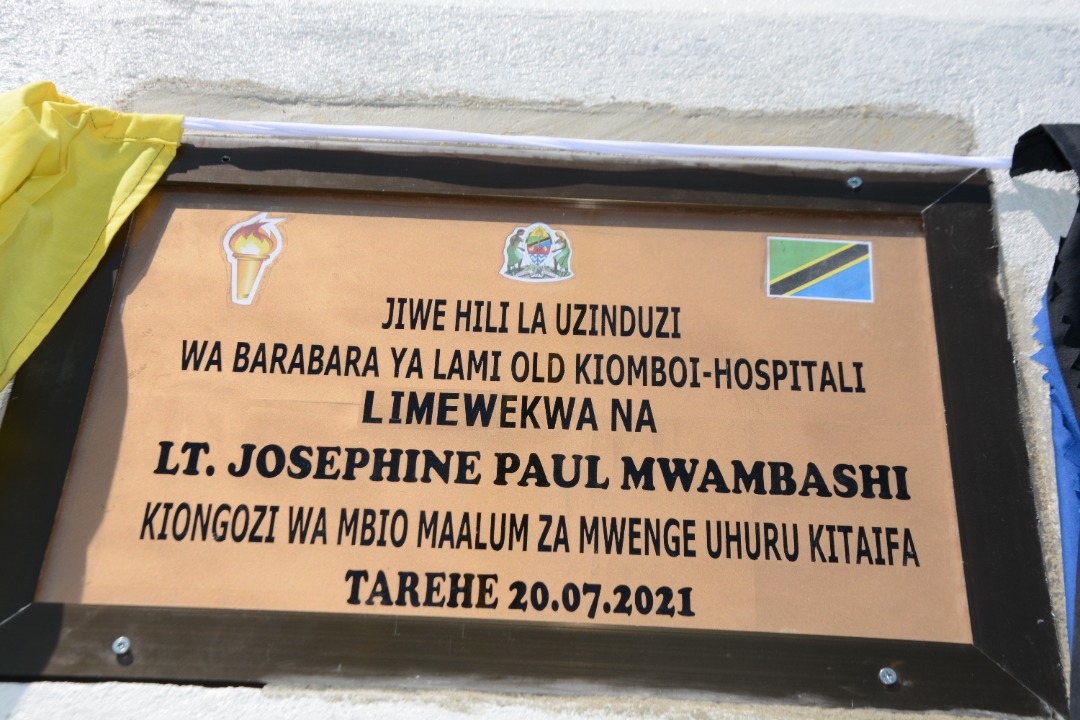 JIWE HILI LA UZINDUZI
WA BARABARA YA LAMI OLD KIOMBOI-HOSPITALI
LIMEWEKWA NA
LT. JOSEPHINE PAUL MWAMBASHI
KIONGOZI WA MBIO MAALUM ZA MWENGE UHURU KITAIFA
TAREHE 20.07.2021